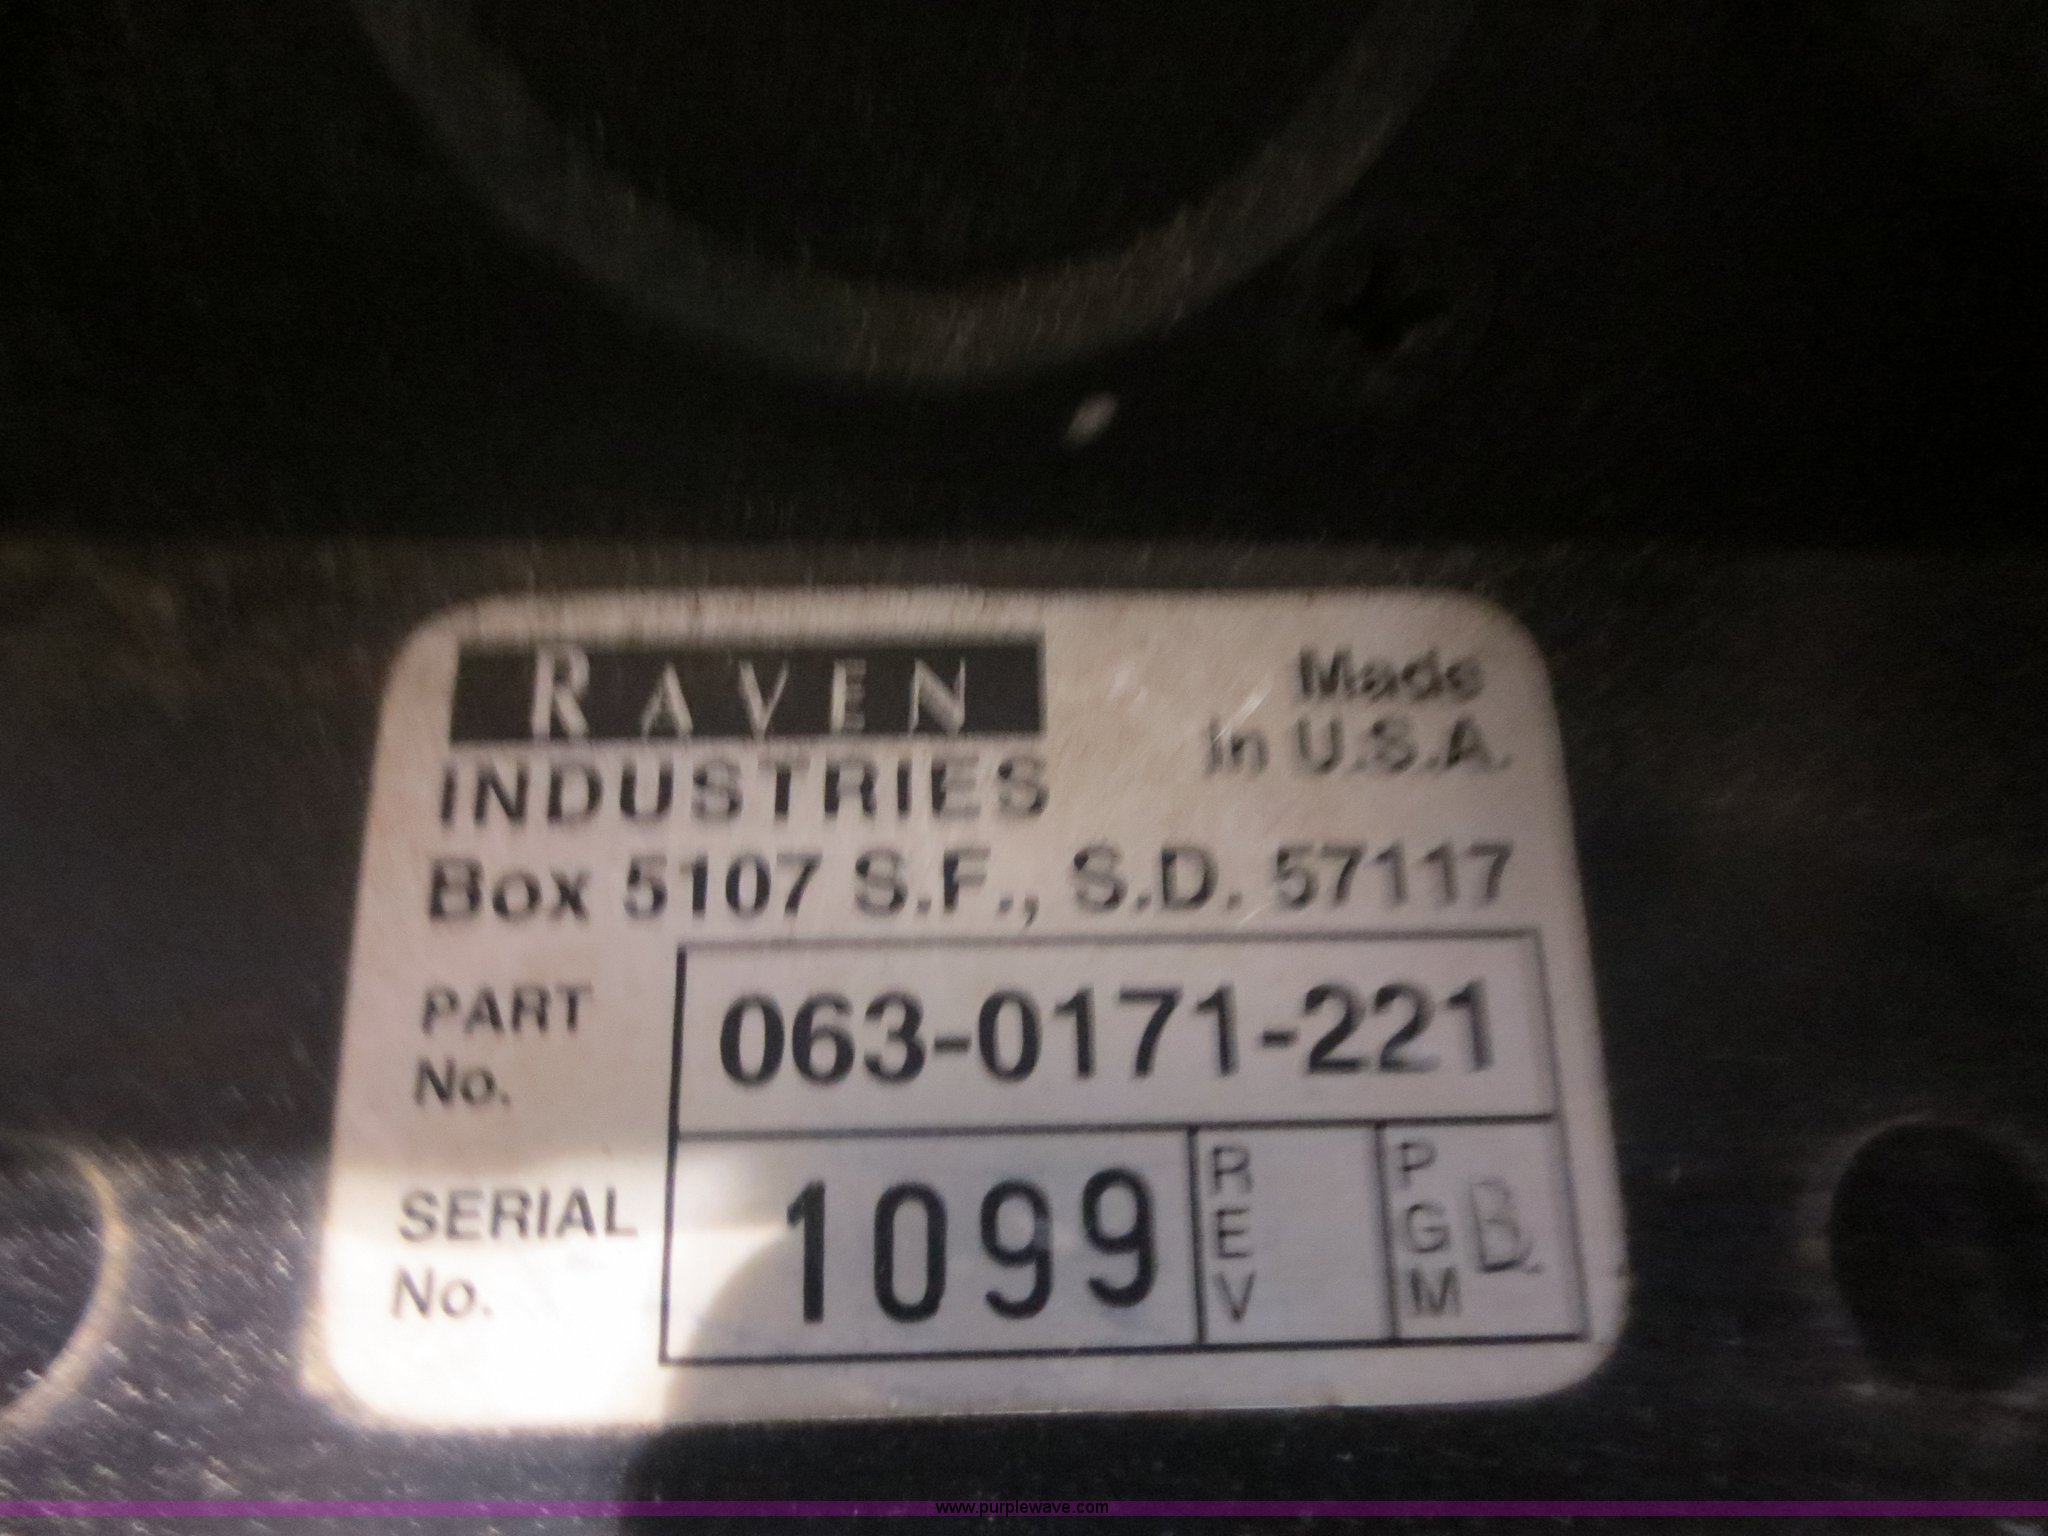 RAVEN
INDUSTRIES
Made
in U.S.A.
Box 5107 S.F., S.D. 57117
PART
No.
063-0171-221
SERIAL
No.
1099
REV
PGM
B.
www.purplewave.com